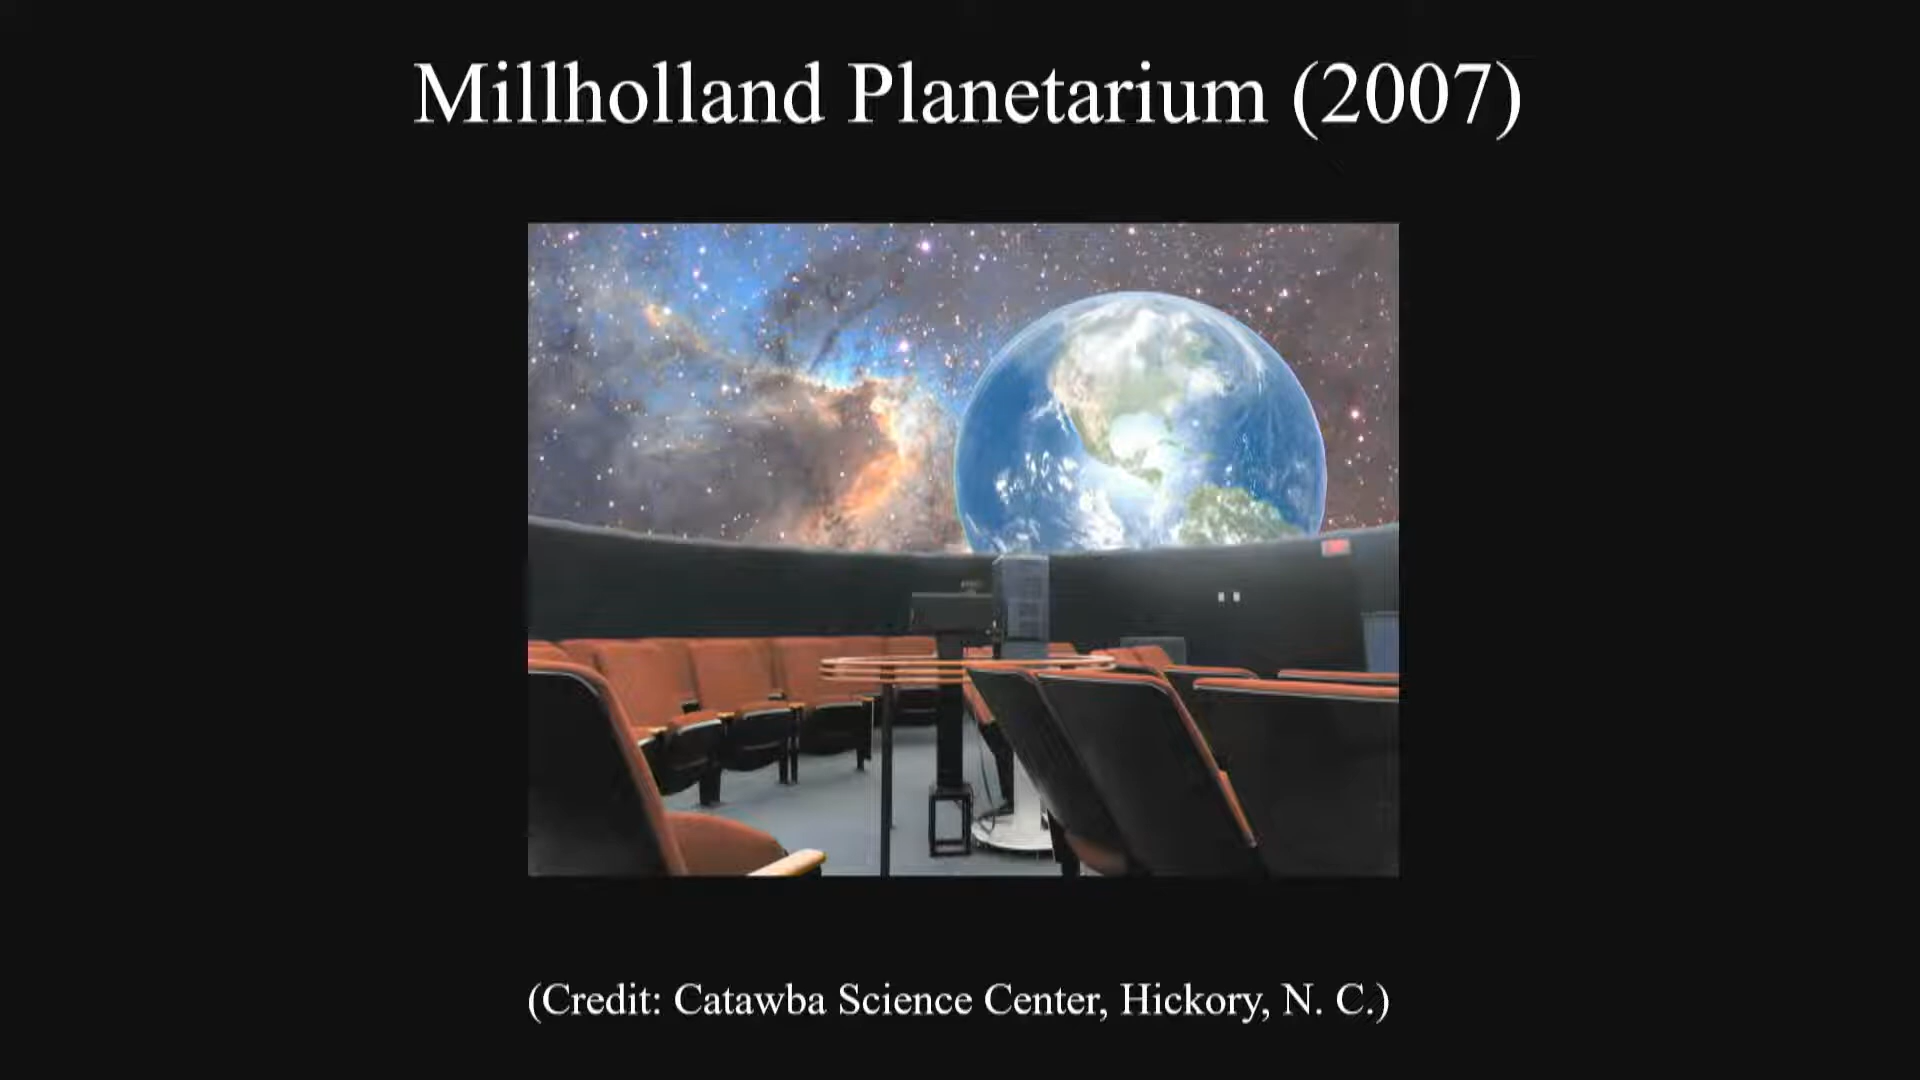 Millholland Planetarium (2007)
(Credit: Catawba Science Center, Hickory, N. C.)